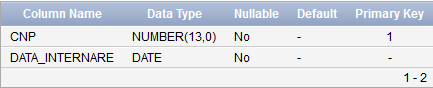 Column Name Data Type Nullable Default Primary Key
CNP NUMBER(13,0) No - 1
DATA_INTERNARE DATE No - -
1 - 2